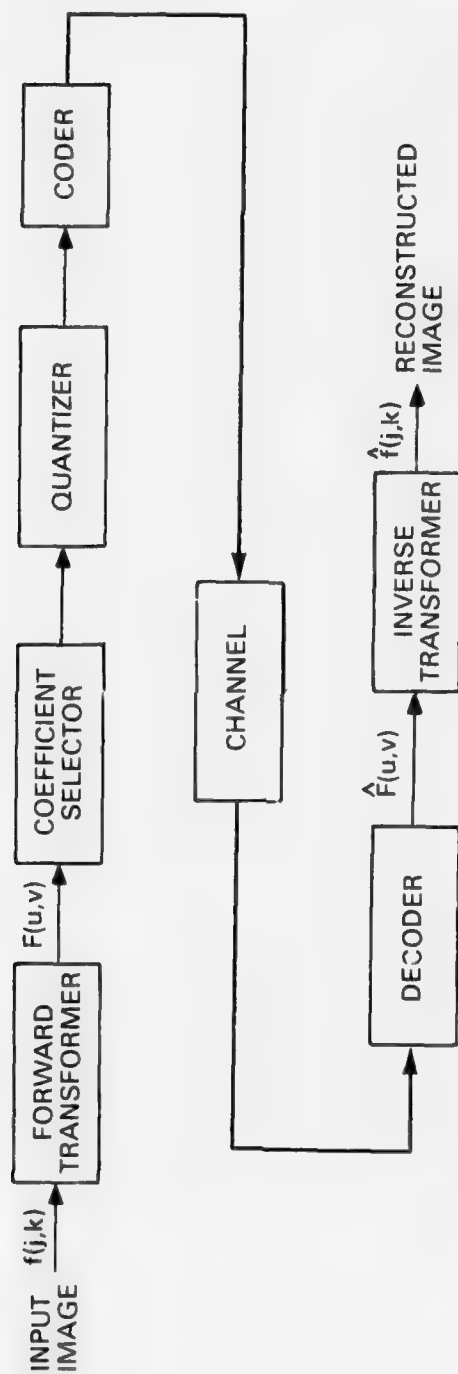 INPUT
IMAGE
f(j,k)
FORWARD
TRANSFORMER
F(u,v)
COEFFICIENT
SELECTOR
QUANTIZER
CODER
CHANNEL
DECODER
F̂(u,v)
INVERSE
TRANSFORMER
f̂(j,k)
RECONSTRUCTED
IMAGE